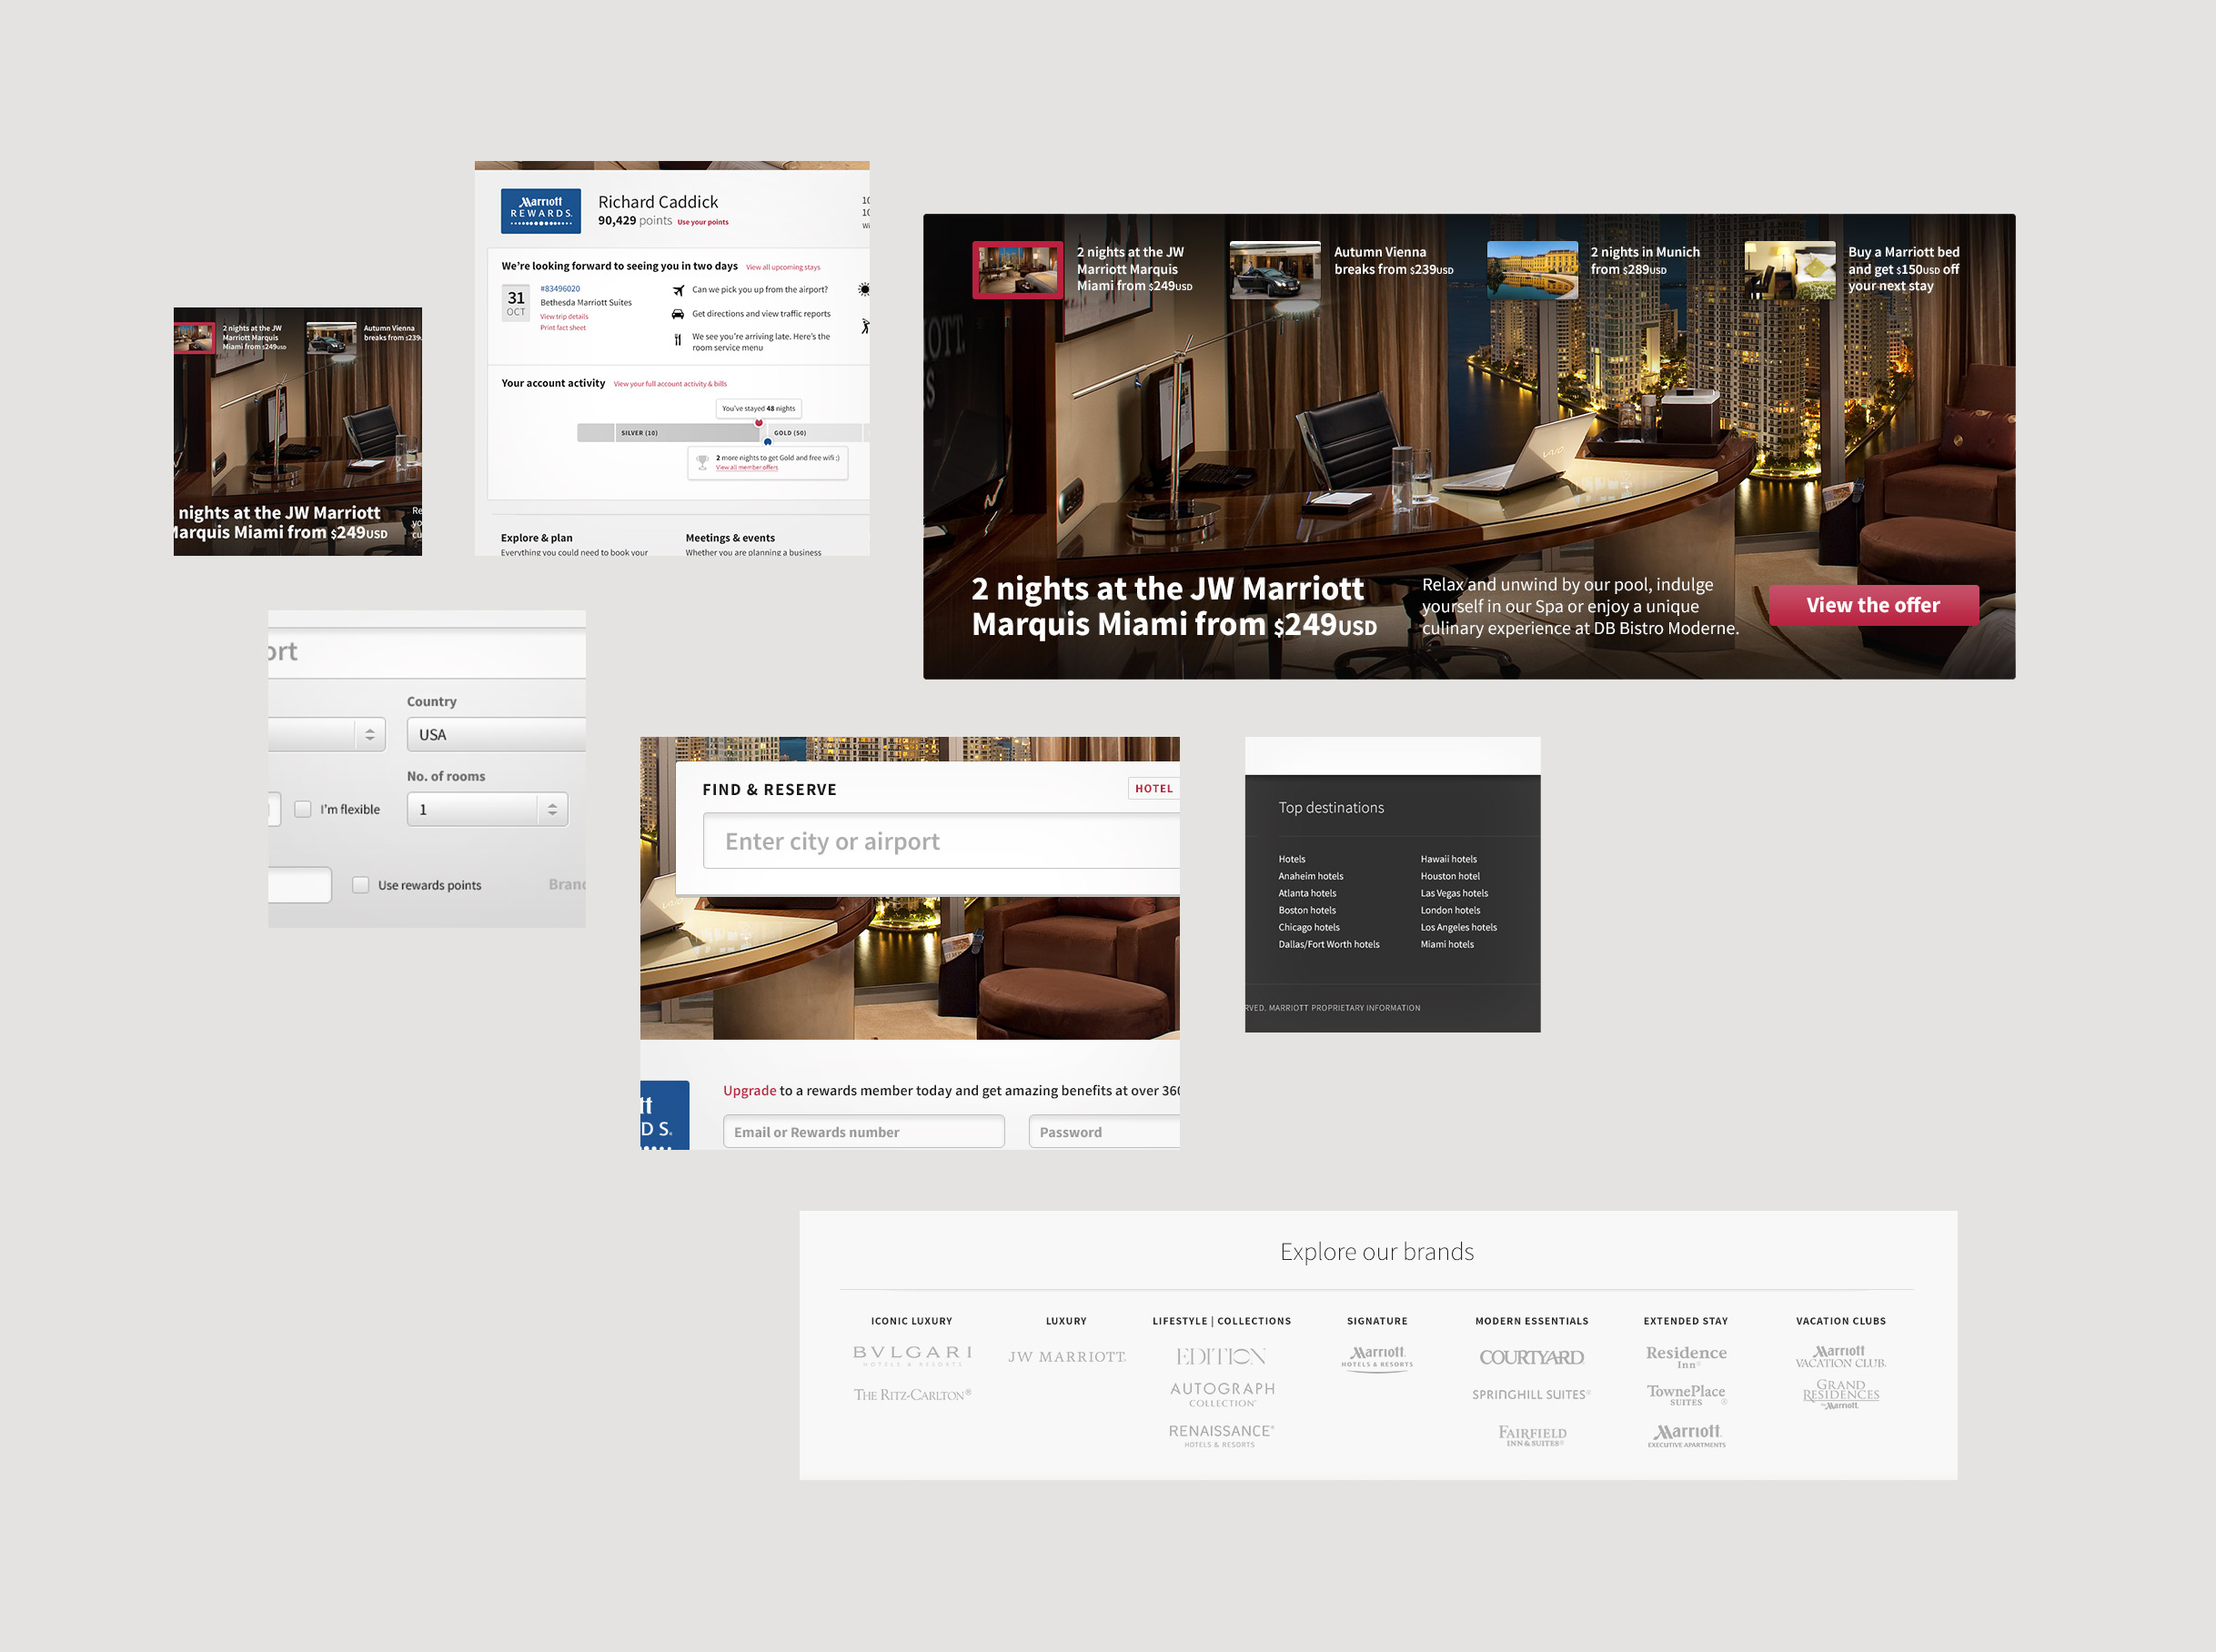 2 nights at the JW
Marriott Marquis
Miami from $249USD
Autumn Vienna
breaks from $239
nights at the JW Marriott
Marquis Miami from $249USD
Marriott
REWARDS.
Richard Caddick
90,429 points Use your points
We're looking forward to seeing you in two days View all upcoming stays
31
OCT
#83496020
Bethesda Marriott Suites
View trip details
Print fact sheet
Can we pick you up from the airport?
Get directions and view traffic reports
We see you're arriving late. Here's the
room service menu
Your account activity View your full account activity & bills
You've stayed 48 nights
SILVER (10)
GOLD (50)
2 more nights to get Gold and free wifi :)
View all member offers
Explore & plan
Everything you could need to book your
Meetings & events
Whether you are planning a business
2 nights at the JW
Marriott Marquis
Miami from $249USD
Autumn Vienna
breaks from $239USD
2 nights in Munich
from $289USD
Buy a Marriott bed
and get $150USD off
your next stay
VAIO
2 nights at the JW Marriott
Marquis Miami from $249USD
Relax and unwind by our pool, indulge
yourself in our Spa or enjoy a unique
culinary experience at DB Bistro Moderne.
View the offer
ort
Country
USA
No. of rooms
I'm flexible
1
Use rewards points
Brand
FIND & RESERVE
HOTEL
Enter city or airport
Upgrade to a rewards member today and get amazing benefits at over 360
Email or Rewards number
Password
Top destinations
Hotels
Anaheim hotels
Atlanta hotels
Boston hotels
Chicago hotels
Dallas/Fort Worth hotels
Hawaii hotels
Houston hotel
Las Vegas hotels
London hotels
Los Angeles hotels
Miami hotels
RVED. MARRIOTT PROPRIETARY INFORMATION
Explore our brands
ICONIC LUXURY
BVLGARI
HOTELS & RESORTS
THE RITZ-CARLTON®
LUXURY
JW MARRIOTT.
LIFESTYLE | COLLECTIONS
EDITION
AUTOGRAPH
COLLECTION
RENAISSANCE®
HOTELS & RESORTS
SIGNATURE
Marriott.
HOTELS & RESORTS
MODERN ESSENTIALS
COURTYARD.
SPRINGHILL SUITES®
FAIRFIELD
INN & SUITES®
EXTENDED STAY
Residence
Inn®
TownePlace
SUITES ®
Marriott.
EXECUTIVE APARTMENTS
VACATION CLUBS
Marriott
VACATION CLUB.
GRAND
RESIDENCES
by Marriott.